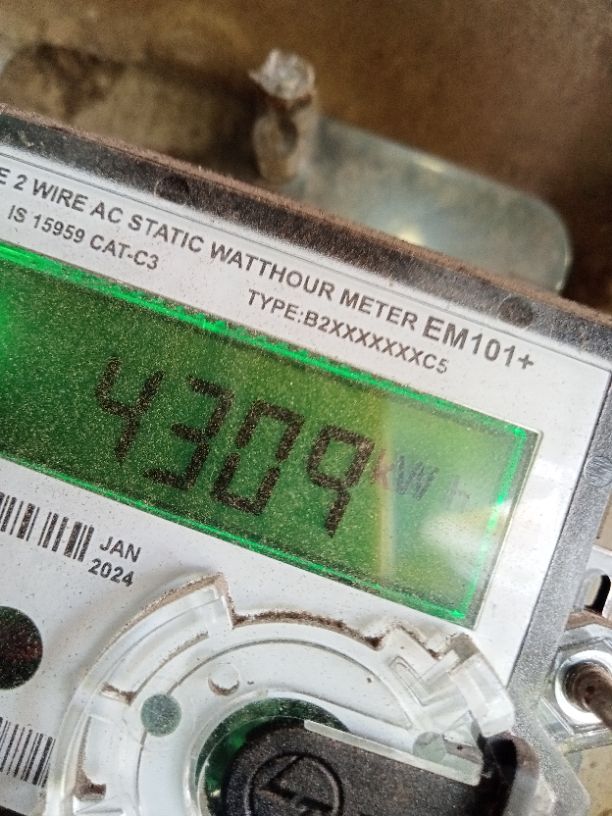 E 2 WIRE AC STATIC WATTHOUR METER EM101+
IS 15959 CAT-C3
TYPE:B2XXXXXXXC5
4309 kWh
JAN
2024